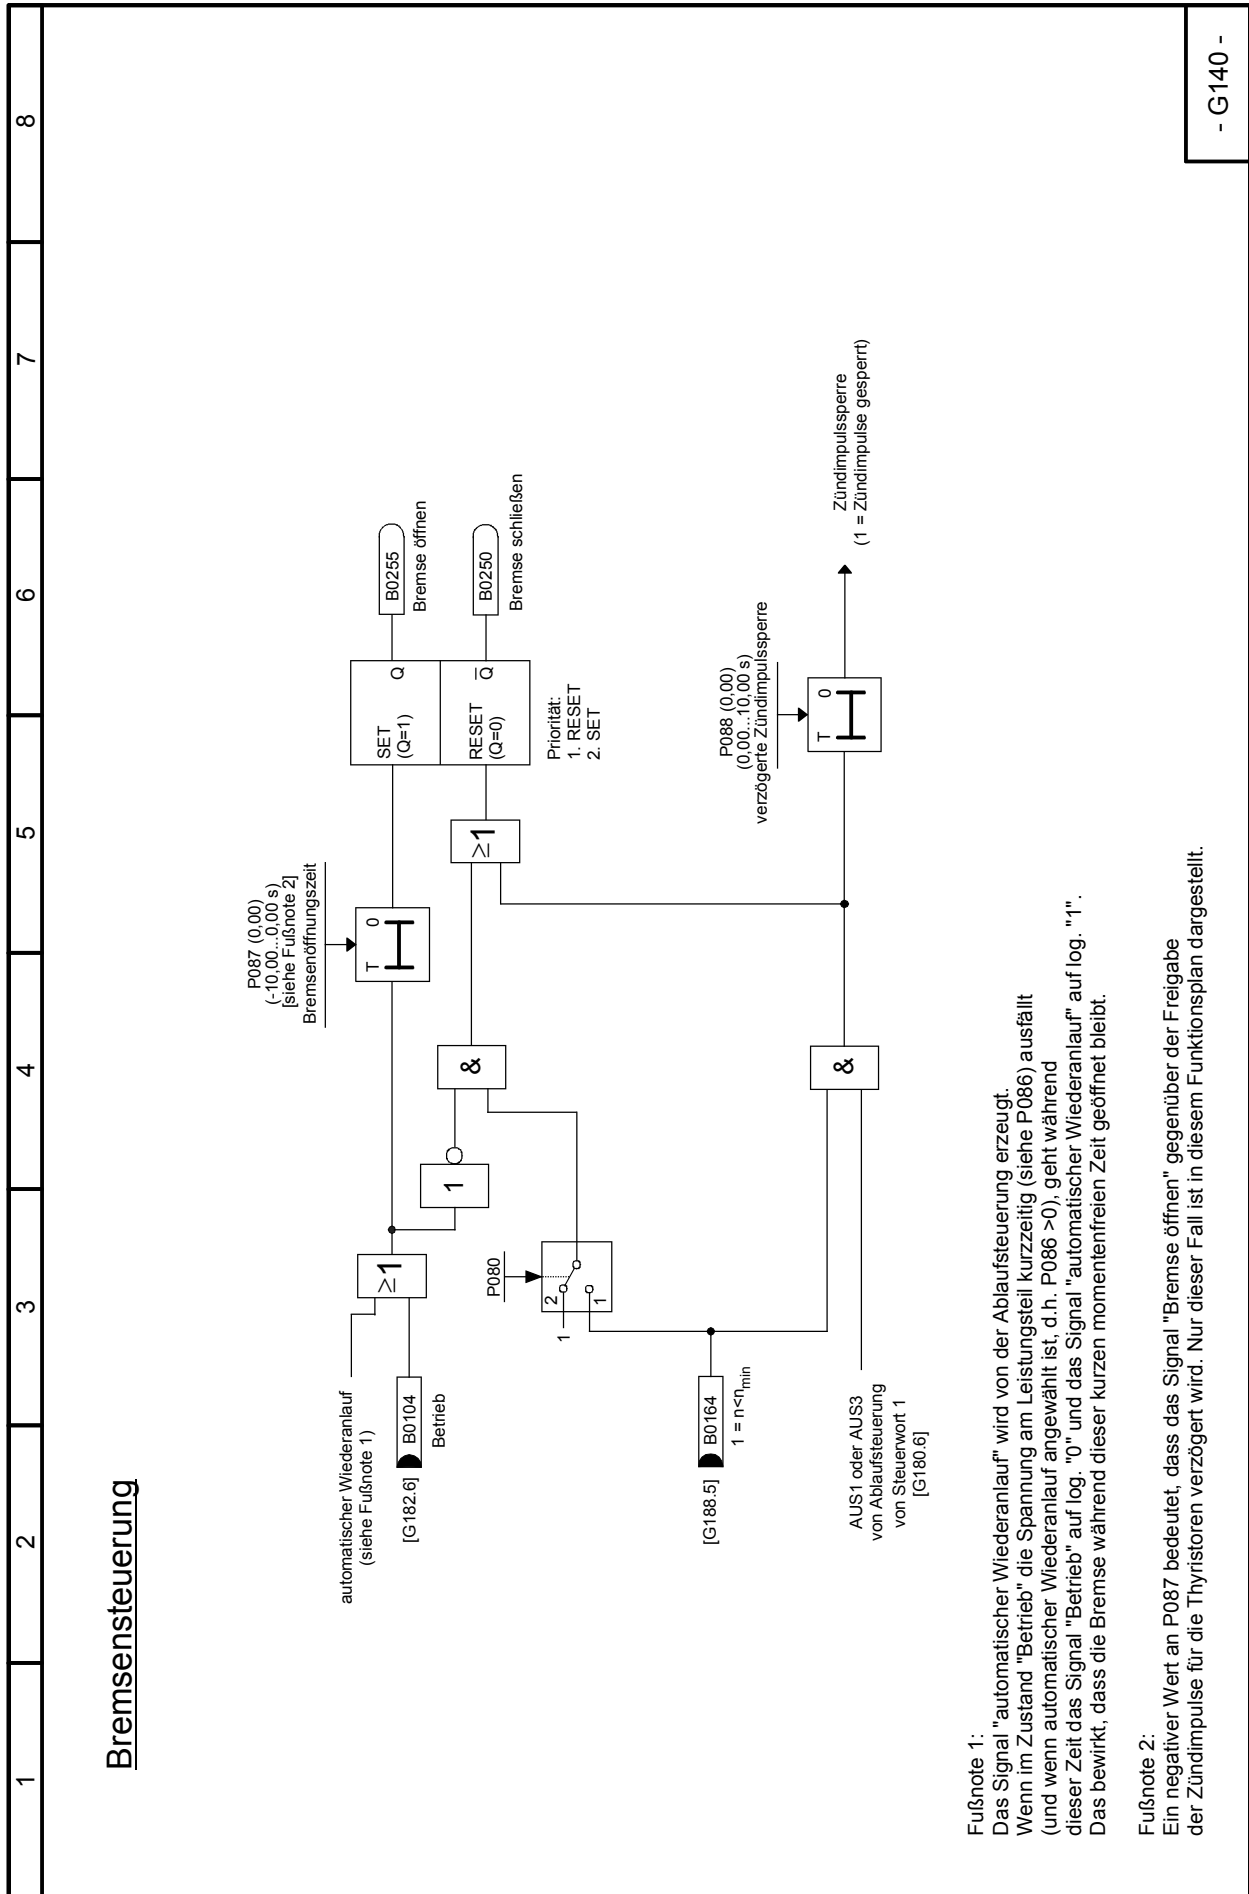 1
2
3
4
5
6
7
8
Bremsensteuerung
automatischer Wiederanlauf
(siehe Fußnote 1)
[G182.6]
B0104
Betrieb
≥1
1
&
P087 (0,00)
(-10,00...0,00 s)
[siehe Fußnote 2]
Bremsenöffnungszeit
T 0
SET
(Q=1)
Q
RESET
(Q=0)
Q̅
B0255
Bremse öffnen
B0250
Bremse schließen
Priorität:
1. RESET
2. SET
≥1
P080
1
2
1
[G188.5]
B0164
1 = n<nmin
AUS1 oder AUS3
von Ablaufsteuerung
von Steuerwort 1
[G180.6]
&
P088 (0,00)
(0,00...10,00 s)
verzögerte Zündimpulssperre
T 0
Zündimpulssperre
(1 = Zündimpulse gesperrt)
Fußnote 1:
Das Signal "automatischer Wiederanlauf" wird von der Ablaufsteuerung erzeugt.
Wenn im Zustand "Betrieb" die Spannung am Leistungsteil kurzzeitig (siehe P086) ausfällt
(und wenn automatischer Wiederanlauf angewählt ist, d.h. P086 >0), geht während
dieser Zeit das Signal "Betrieb" auf log. "0" und das Signal "automatischer Wiederanlauf" auf log. "1".
Das bewirkt, dass die Bremse während dieser kurzen momentenfreien Zeit geöffnet bleibt.
Fußnote 2:
Ein negativer Wert an P087 bedeutet, dass das Signal "Bremse öffnen" gegenüber der Freigabe
der Zündimpulse für die Thyristoren verzögert wird. Nur dieser Fall ist in diesem Funktionsplan dargestellt.
- G140 -